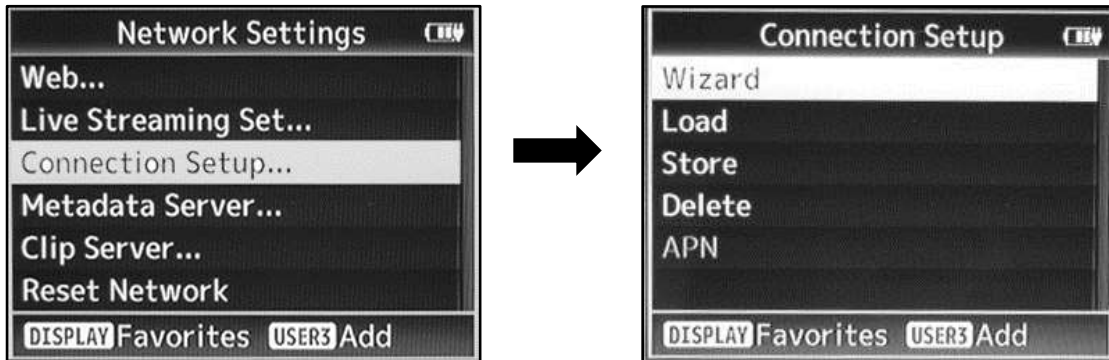 Network Settings
Web...
Live Streaming Set...
Connection Setup...
Metadata Server...
Clip Server...
Reset Network
DISPLAY Favorites USER3 Add
Connection Setup
Wizard
Load
Store
Delete
APN
DISPLAY Favorites USER3 Add